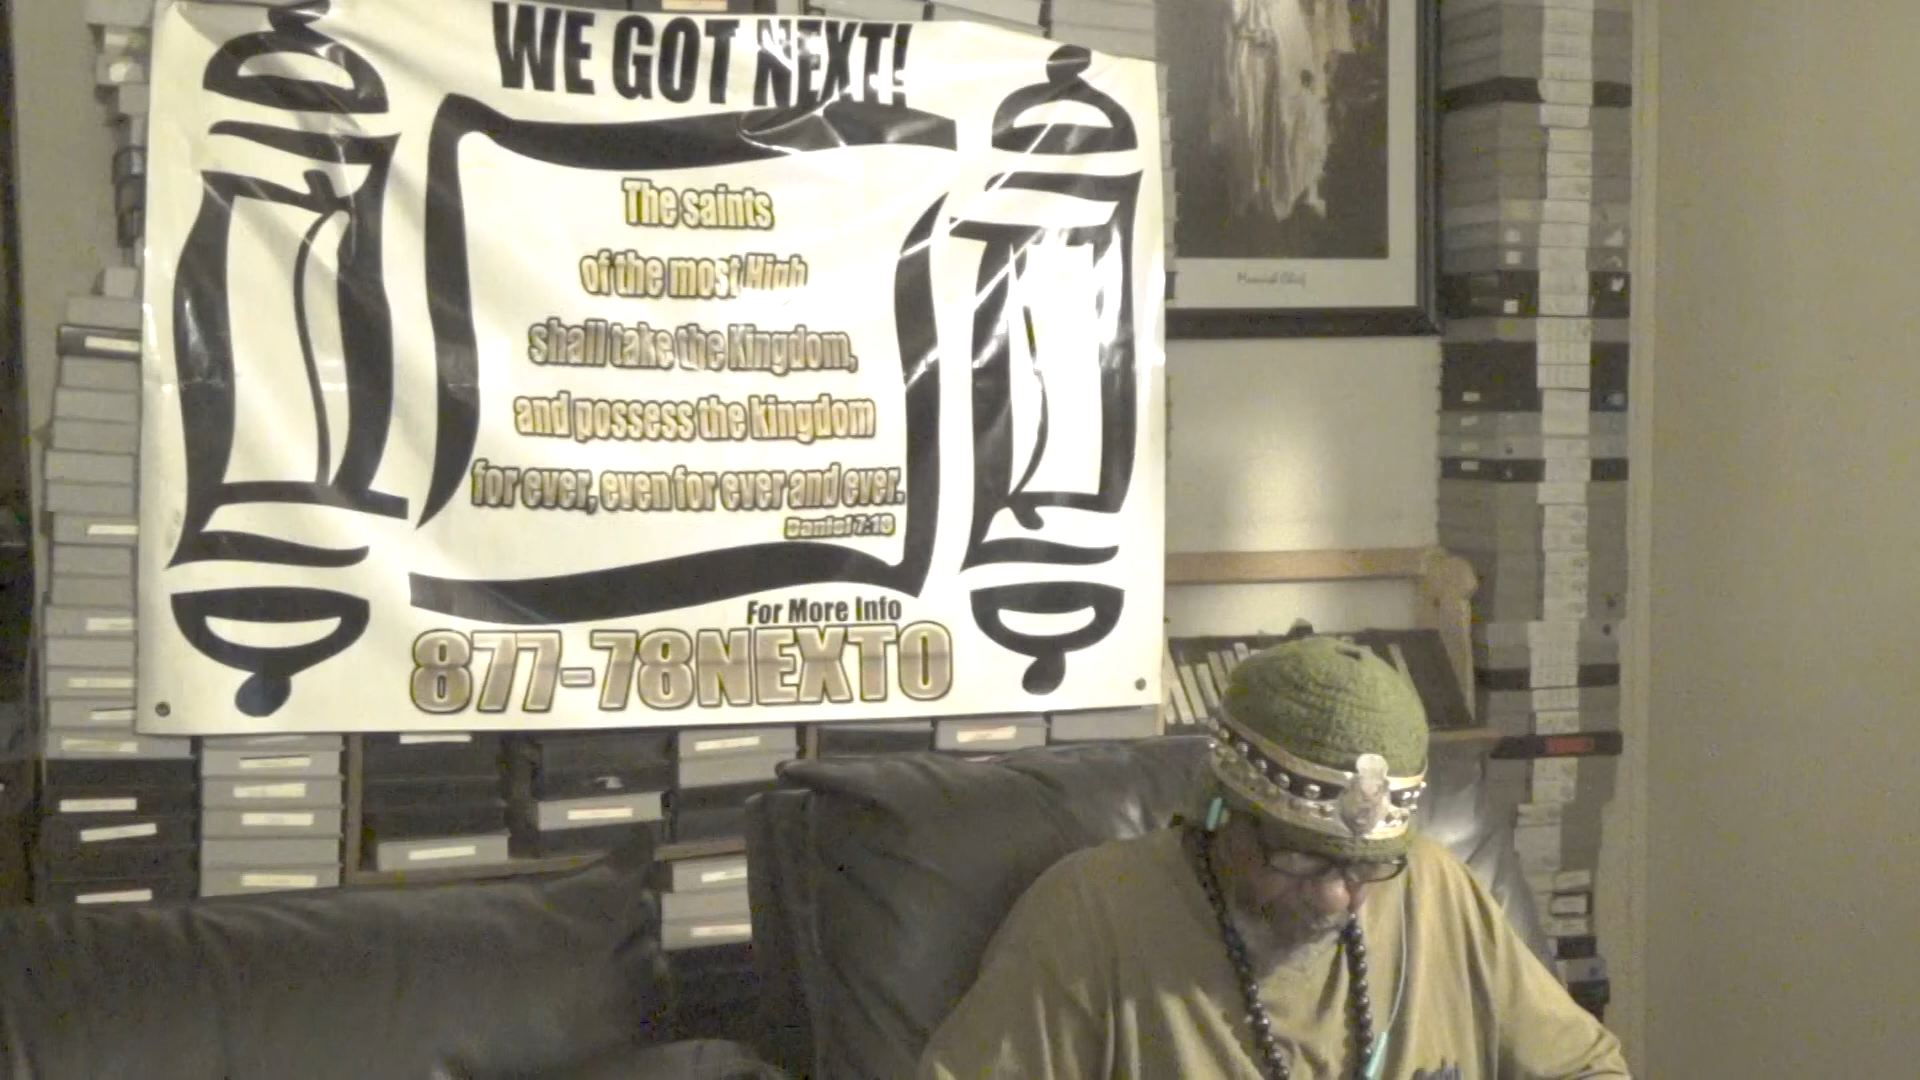 WE GOT NEXT!
The saints
of the most High
shall take the Kingdom,
and possess the kingdom
for ever, even for ever and ever.
Daniel 7:18
For More Info
877-78NEXT0